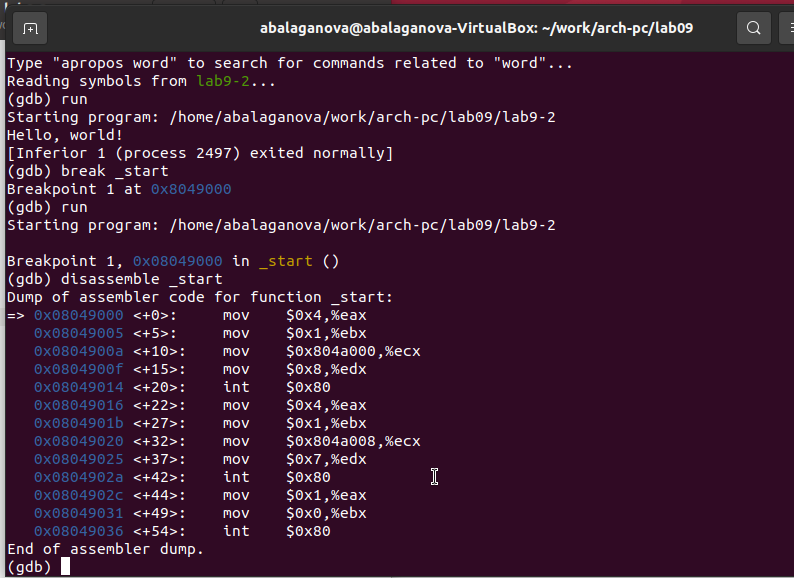 abalaganova@abalaganova-VirtualBox: ~/work/arch-pc/lab09
Type "apropos word" to search for commands related to "word"...
Reading symbols from lab9-2...
(gdb) run
Starting program: /home/abalaganova/work/arch-pc/lab09/lab9-2
Hello, world!
[Inferior 1 (process 2497) exited normally]
(gdb) break _start
Breakpoint 1 at 0x8049000
(gdb) run
Starting program: /home/abalaganova/work/arch-pc/lab09/lab9-2

Breakpoint 1, 0x08049000 in _start ()
(gdb) disassemble _start
Dump of assembler code for function _start:
=> 0x08049000 <+0>:     mov    $0x4,%eax
   0x08049005 <+5>:     mov    $0x1,%ebx
   0x0804900a <+10>:    mov    $0x804a000,%ecx
   0x0804900f <+15>:    mov    $0x8,%edx
   0x08049014 <+20>:    int    $0x80
   0x08049016 <+22>:    mov    $0x4,%eax
   0x0804901b <+27>:    mov    $0x1,%ebx
   0x08049020 <+32>:    mov    $0x804a008,%ecx
   0x08049025 <+37>:    mov    $0x7,%edx
   0x0804902a <+42>:    int    $0x80
   0x0804902c <+44>:    mov    $0x1,%eax
   0x08049031 <+49>:    mov    $0x0,%ebx
   0x08049036 <+54>:    int    $0x80
End of assembler dump.
(gdb)